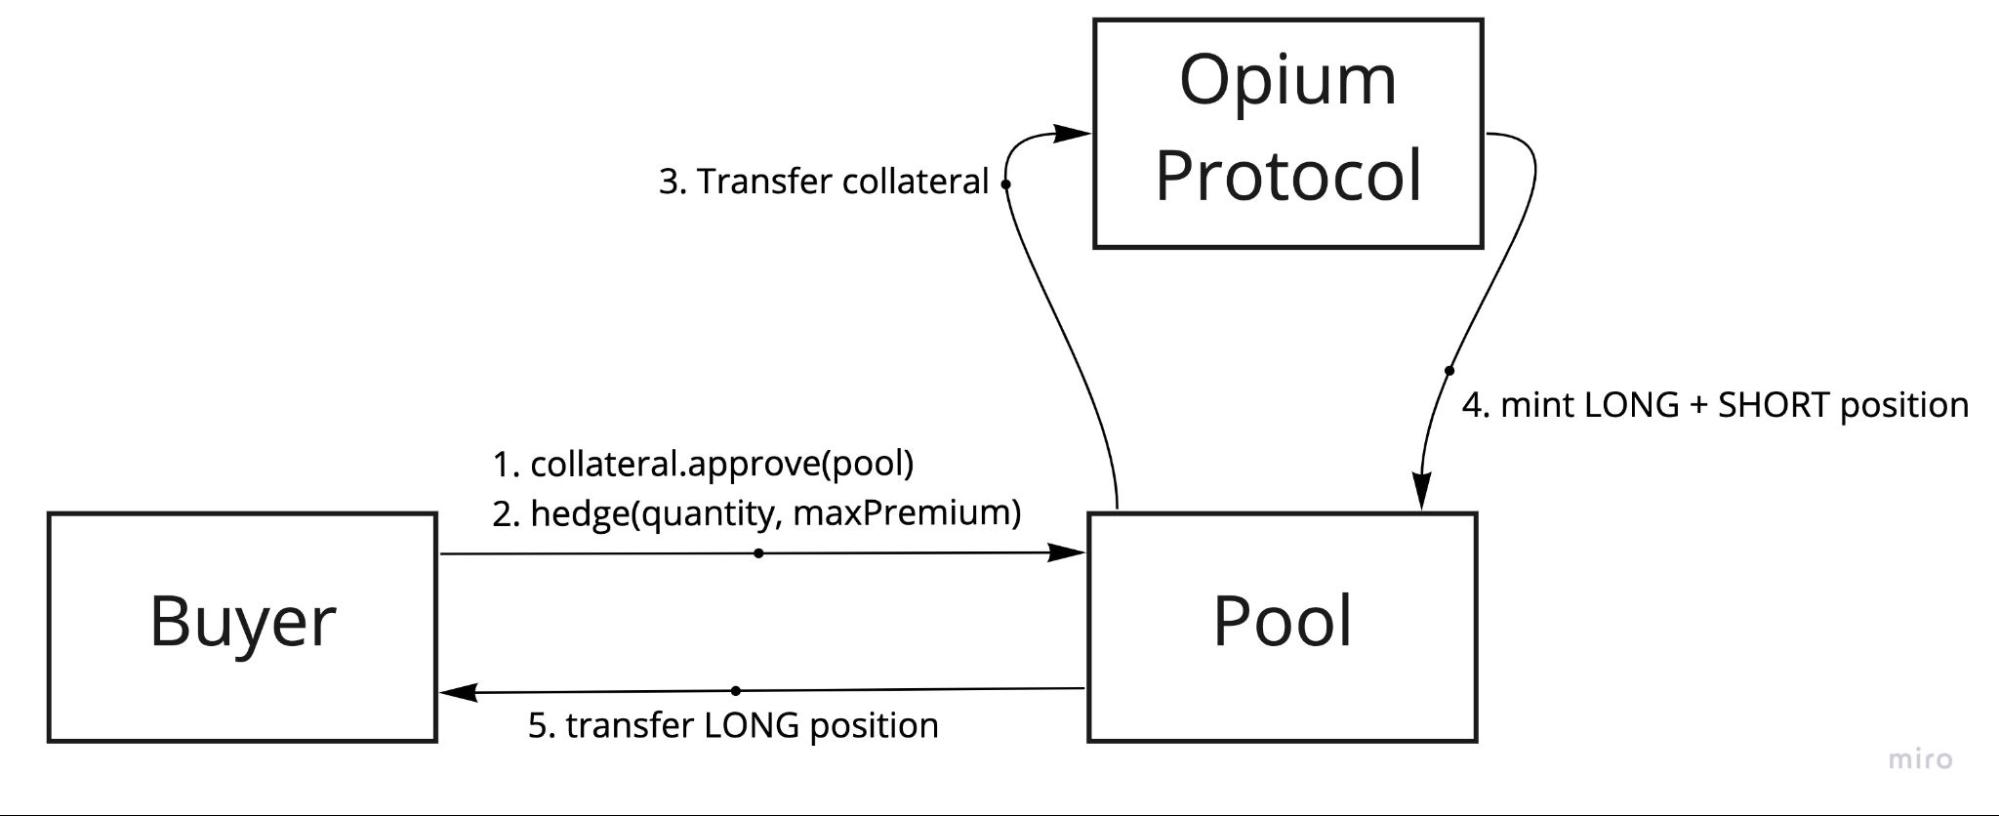 Opium
Protocol
3. Transfer collateral
4. mint LONG + SHORT position
1. collateral.approve(pool)
2. hedge(quantity, maxPremium)
Buyer
Pool
5. transfer LONG position
miro